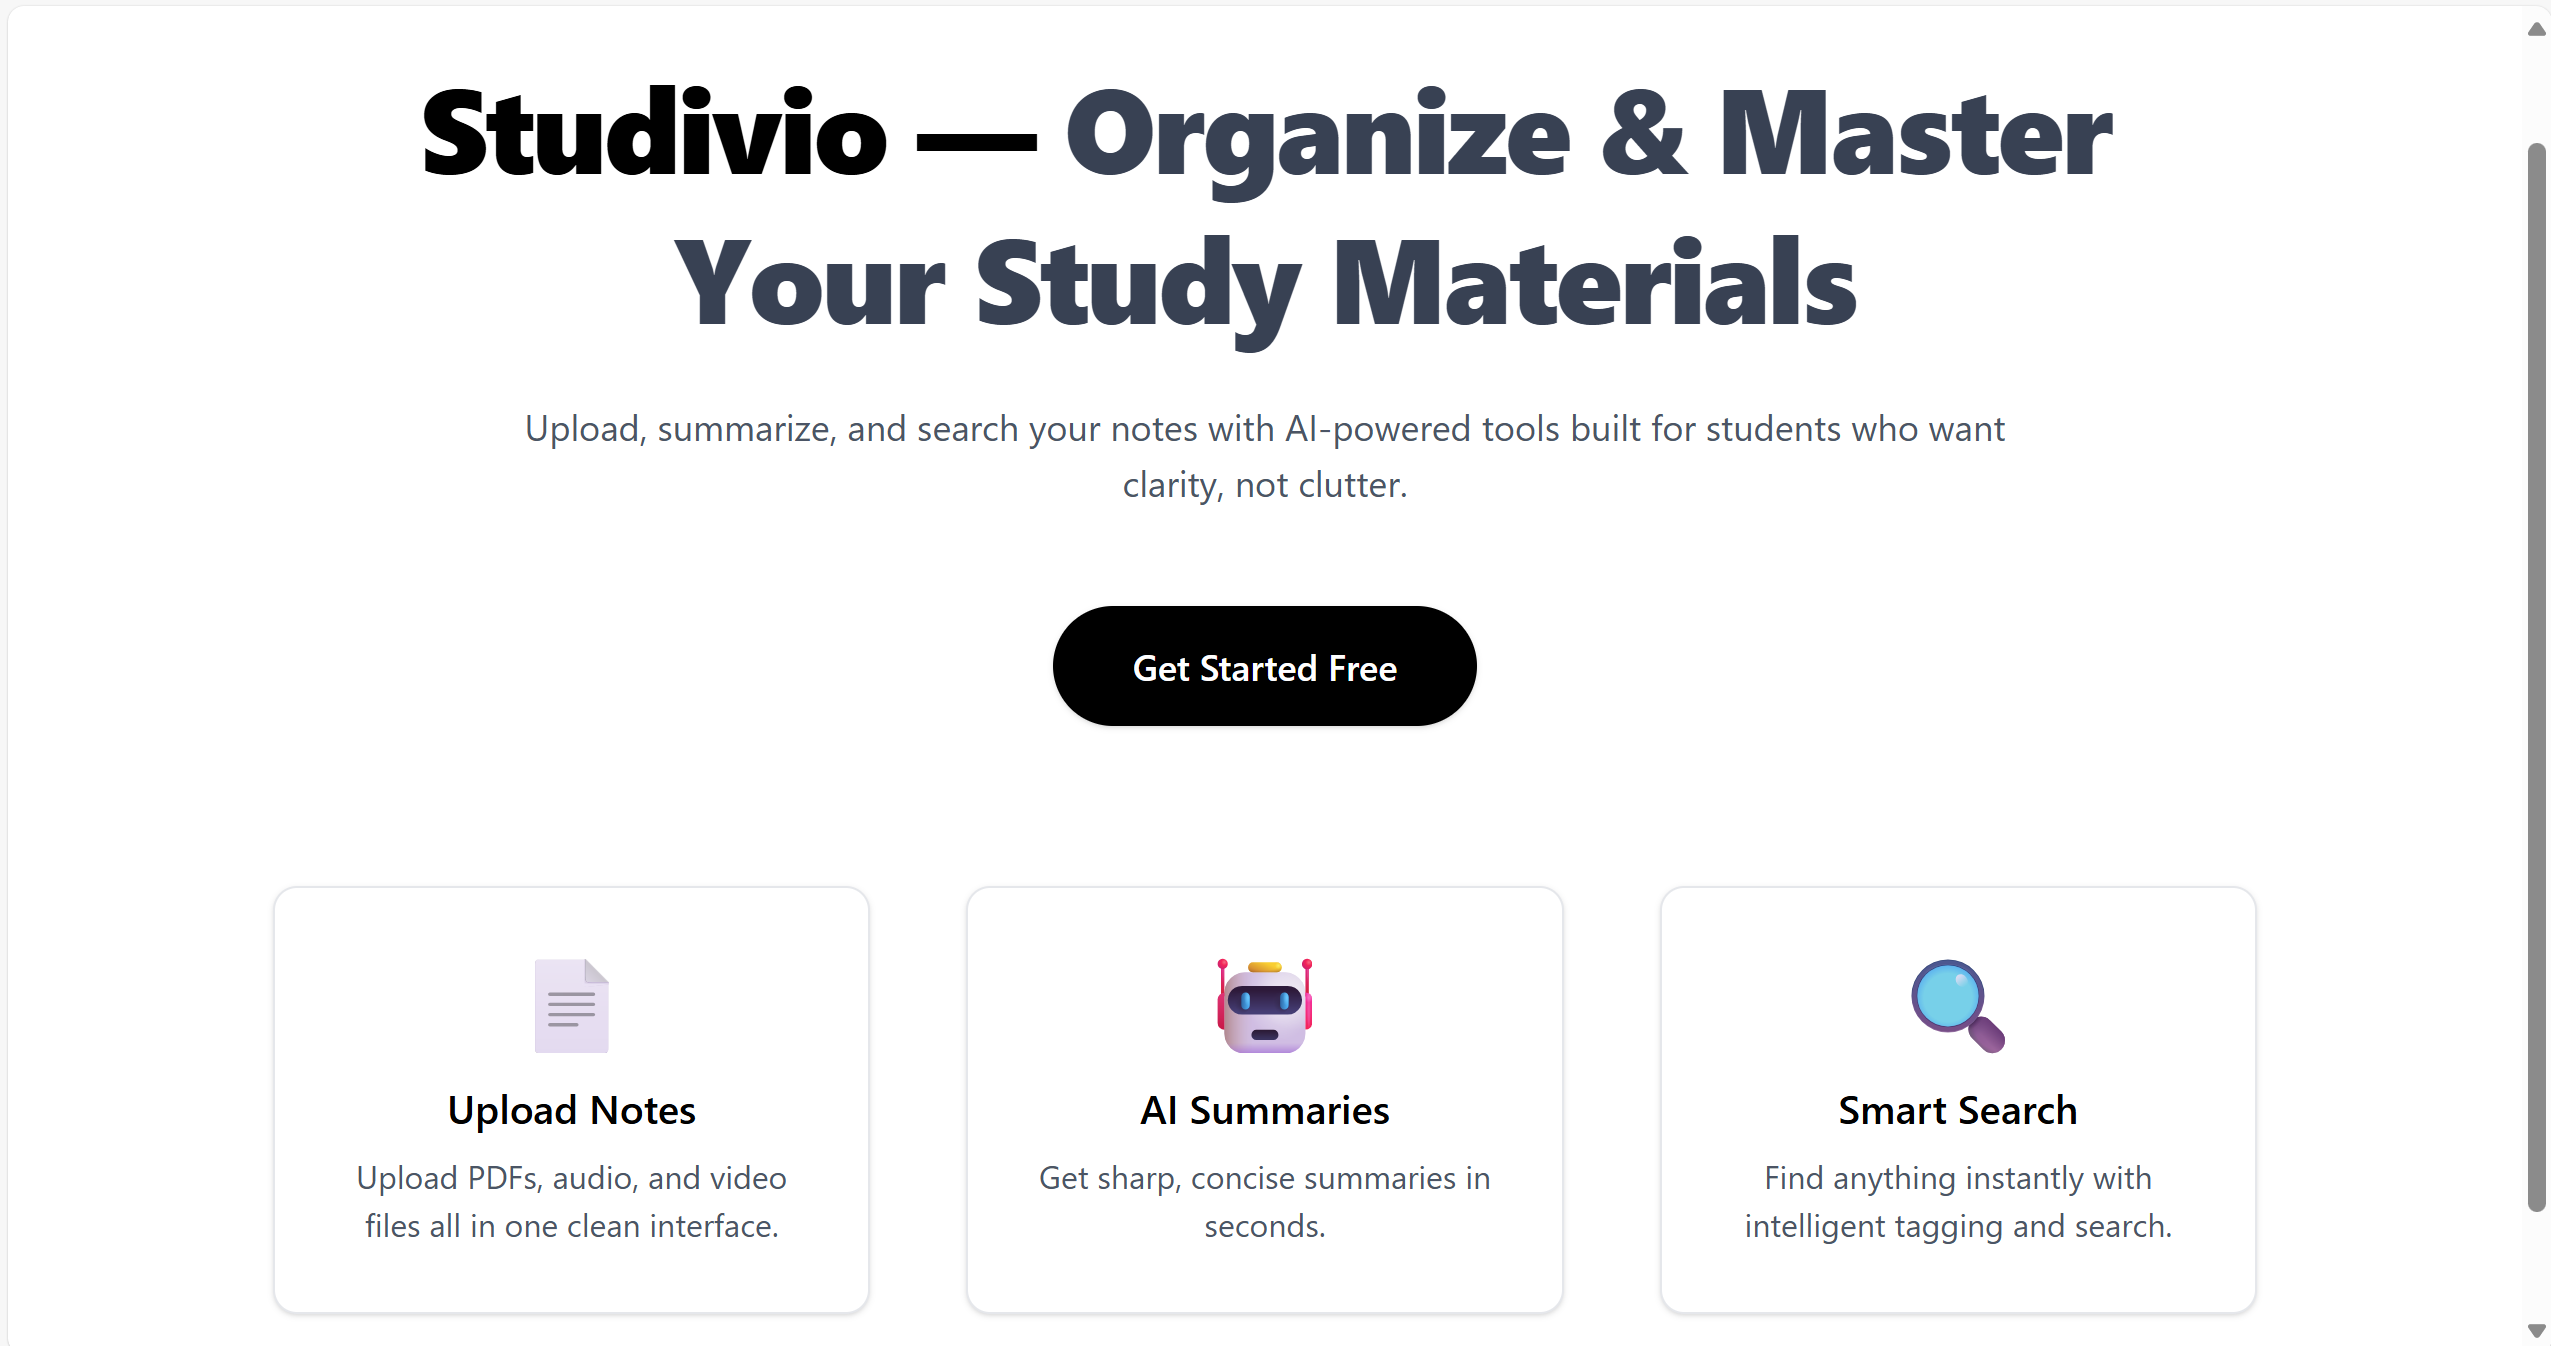 Studivio — Organize & Master
Your Study Materials
Upload, summarize, and search your notes with AI-powered tools built for students who want
clarity, not clutter.
Get Started Free
Upload Notes
Upload PDFs, audio, and video
files all in one clean interface.
AI Summaries
Get sharp, concise summaries in
seconds.
Smart Search
Find anything instantly with
intelligent tagging and search.